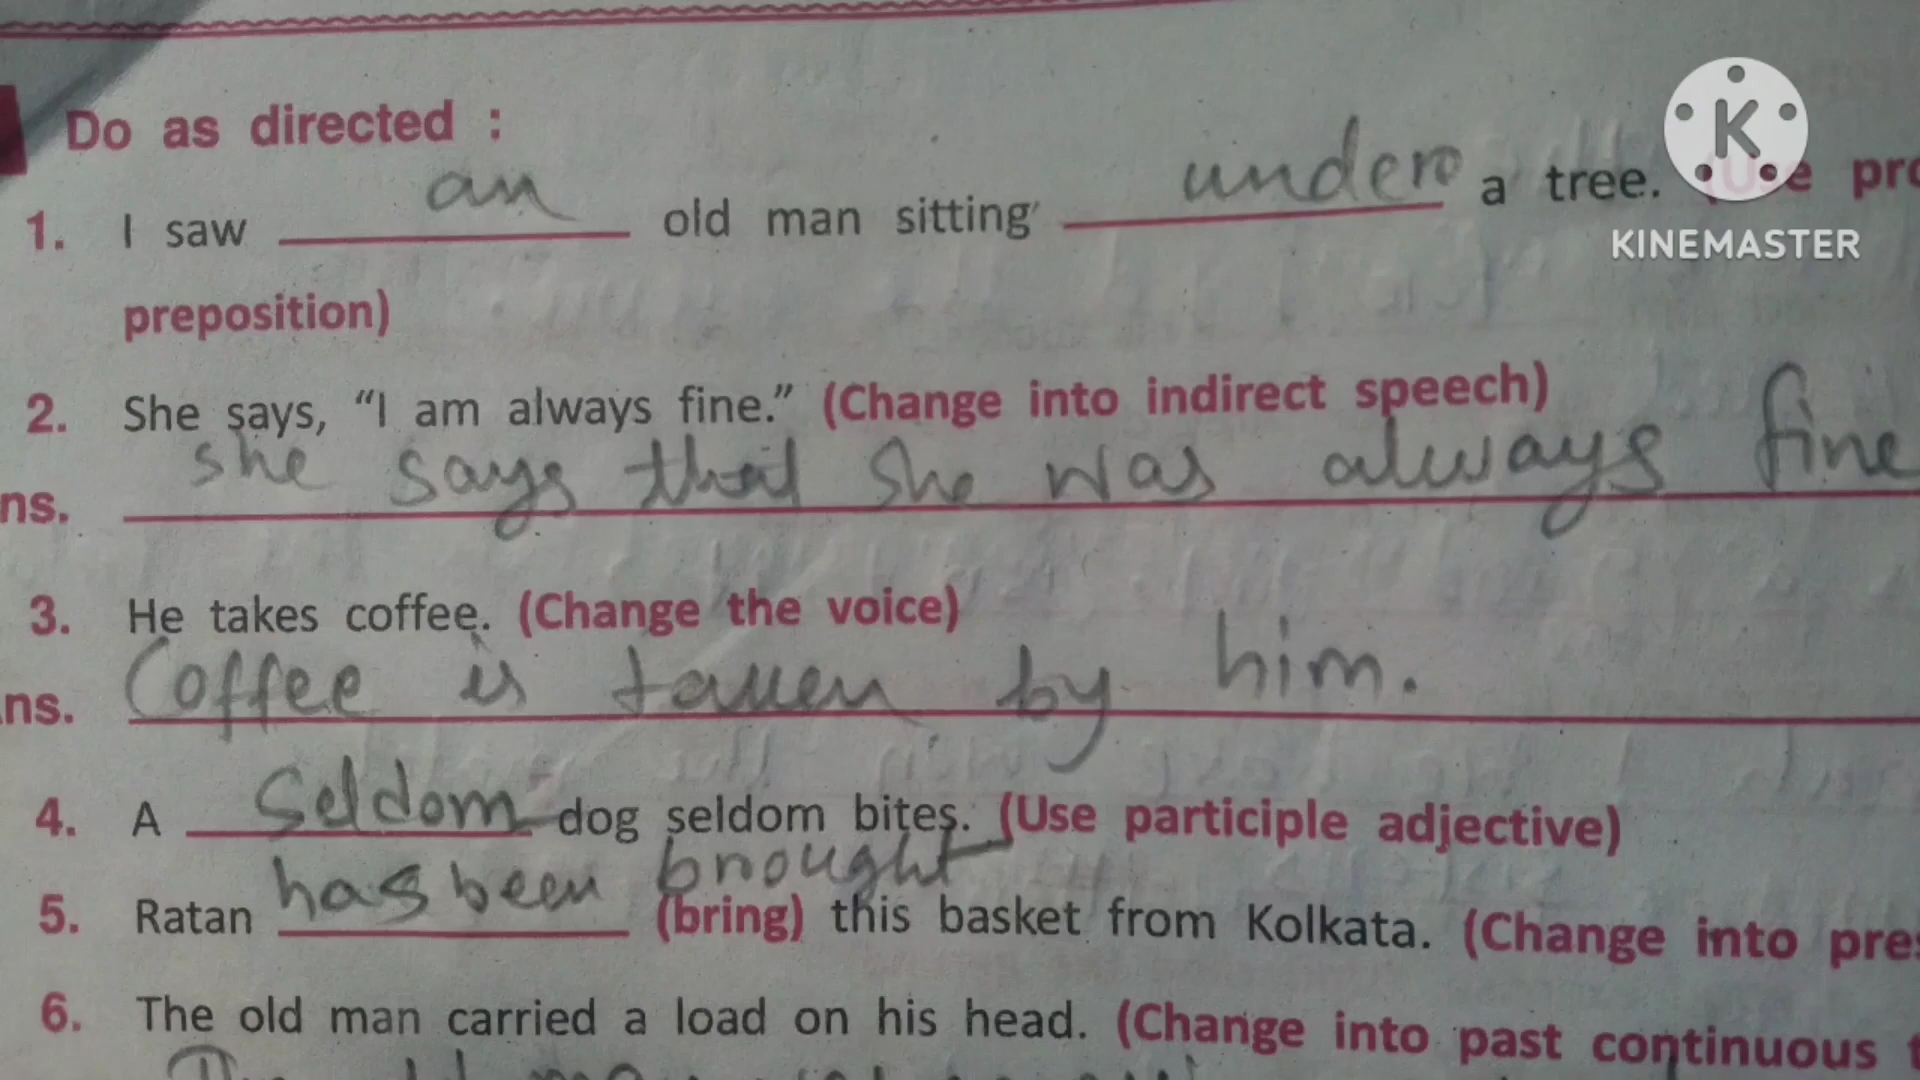 Do as directed :
1. I saw an old man sitting under a tree. (Use pro
preposition)
2. She says, “I am always fine.” (Change into indirect speech)
ns. she says that she was always fine
3. He takes coffee. (Change the voice)
ns. Coffee is taken by him.
4. A seldom dog seldom bites. (Use participle adjective)
has been brought
5. Ratan (bring) this basket from Kolkata. (Change into pres
6. The old man carried a load on his head. (Change into past continuous t
K
KINEMASTER